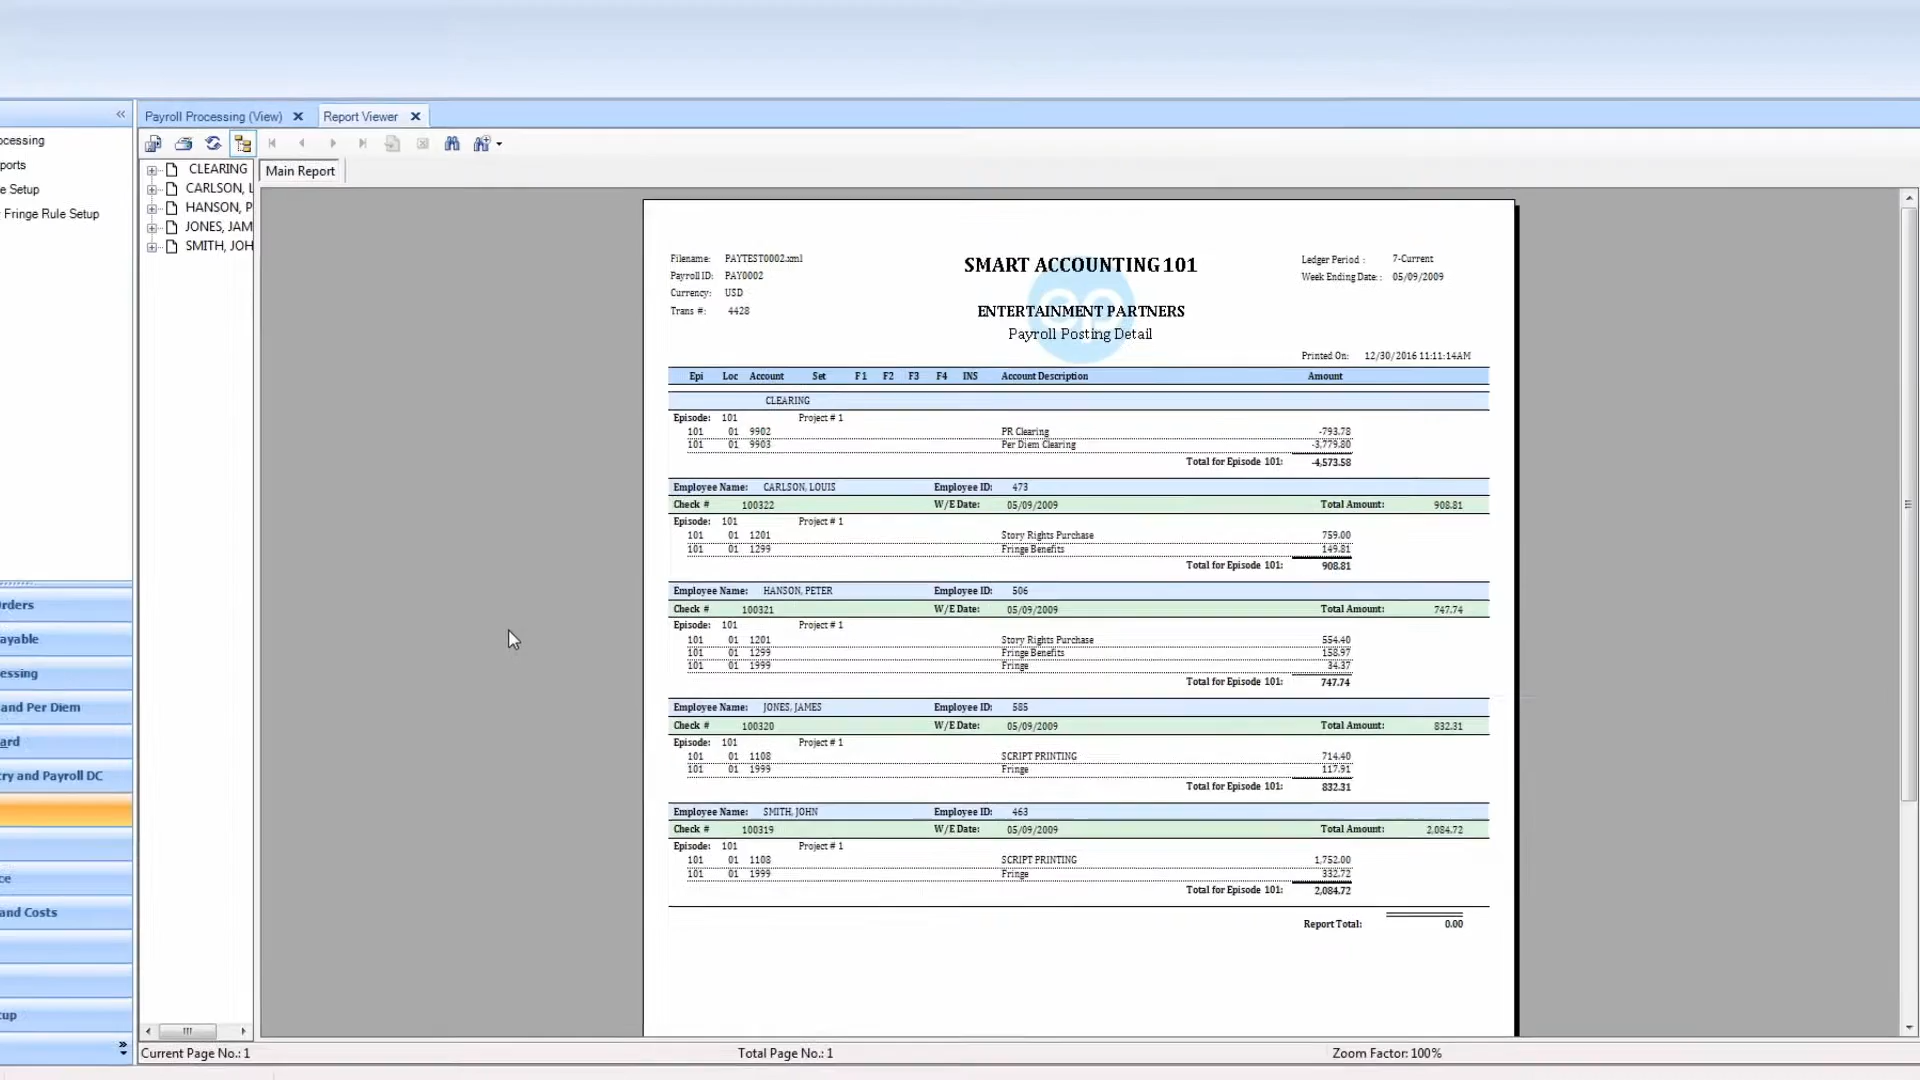 «
Payroll Processing (View) ✕ Report Viewer ✕
ocessing
ports
e Setup
Fringe Rule Setup
CLEARING
CARLSON, L
HANSON, P
JONES, JAM
SMITH, JOH
Main Report
Filename: PAYTEST0002.xml
Payroll ID: PAY0002
Currency: USD
Trans #: 4428
SMART ACCOUNTING 101
ENTERTAINMENT PARTNERS
Payroll Posting Detail
Ledger Period : 7-Current
Week Ending Date: : 05/09/2009
Printed On: 12/30/2016 11:11:14AM
Epi Loc Account Set F1 F2 F3 F4 INS Account Description Amount
CLEARING
Episode: 101 Project # 1
101 01 9902 PR Clearing -793.78
101 01 9903 Per Diem Clearing -3,779.80
Total for Episode 101: -4,573.58
Employee Name: CARLSON, LOUIS Employee ID: 473
Check # 100322 W/E Date: 05/09/2009 Total Amount: 908.81
Episode: 101 Project # 1
101 01 1201 Story Rights Purchase 759.00
101 01 1299 Fringe Benefits 149.81
Total for Episode 101: 908.81
Employee Name: HANSON, PETER Employee ID: 506
Check # 100321 W/E Date: 05/09/2009 Total Amount: 747.74
Episode: 101 Project # 1
101 01 1201 Story Rights Purchase 554.40
101 01 1299 Fringe Benefits 158.97
101 01 1999 Fringe 34.37
Total for Episode 101: 747.74
Employee Name: JONES, JAMES Employee ID: 585
Check # 100320 W/E Date: 05/09/2009 Total Amount: 832.31
Episode: 101 Project # 1
101 01 1108 SCRIPT PRINTING 714.40
101 01 1999 Fringe 117.91
Total for Episode 101: 832.31
Employee Name: SMITH, JOHN Employee ID: 463
Check # 100319 W/E Date: 05/09/2009 Total Amount: 2,084.72
Episode: 101 Project # 1
101 01 1108 SCRIPT PRINTING 1,752.00
101 01 1999 Fringe 332.72
Total for Episode 101: 2,084.72
Report Total: 0.00
rders
ayable
essing
and Per Diem
ard
ry and Payroll DC
ce
and Costs
tup
Current Page No.: 1 Total Page No.: 1 Zoom Factor: 100%